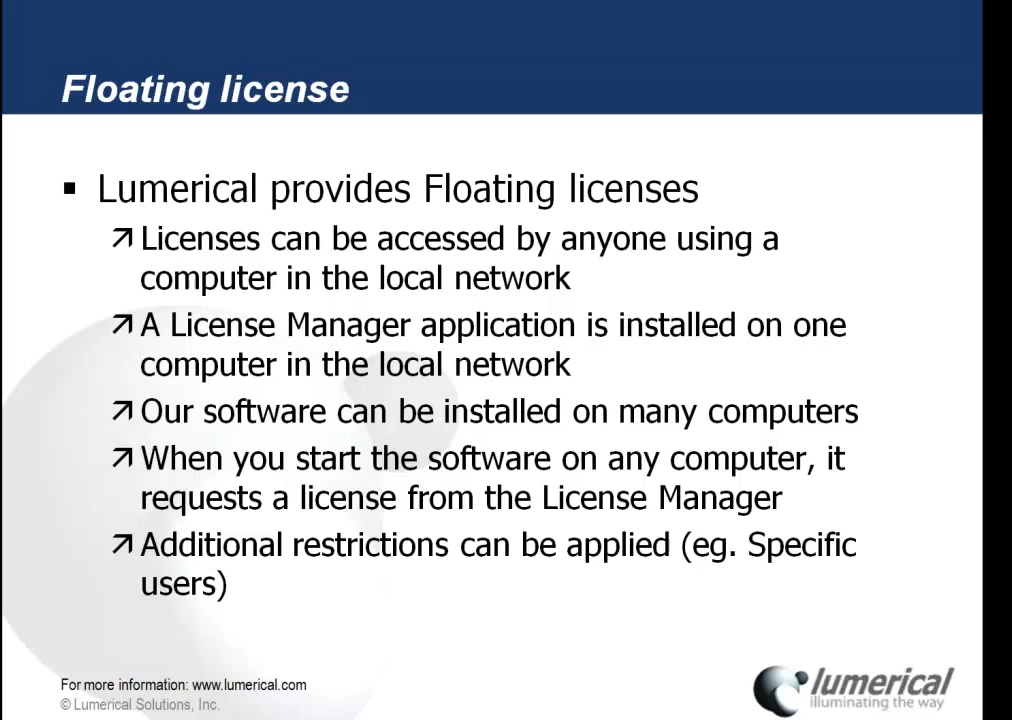 Floating license
Lumerical provides Floating licenses
Licenses can be accessed by anyone using a
computer in the local network
A License Manager application is installed on one
computer in the local network
Our software can be installed on many computers
When you start the software on any computer, it
requests a license from the License Manager
Additional restrictions can be applied (eg. Specific
users)
For more information: www.lumerical.com
© Lumerical Solutions, Inc.
lumerical
illuminating the way